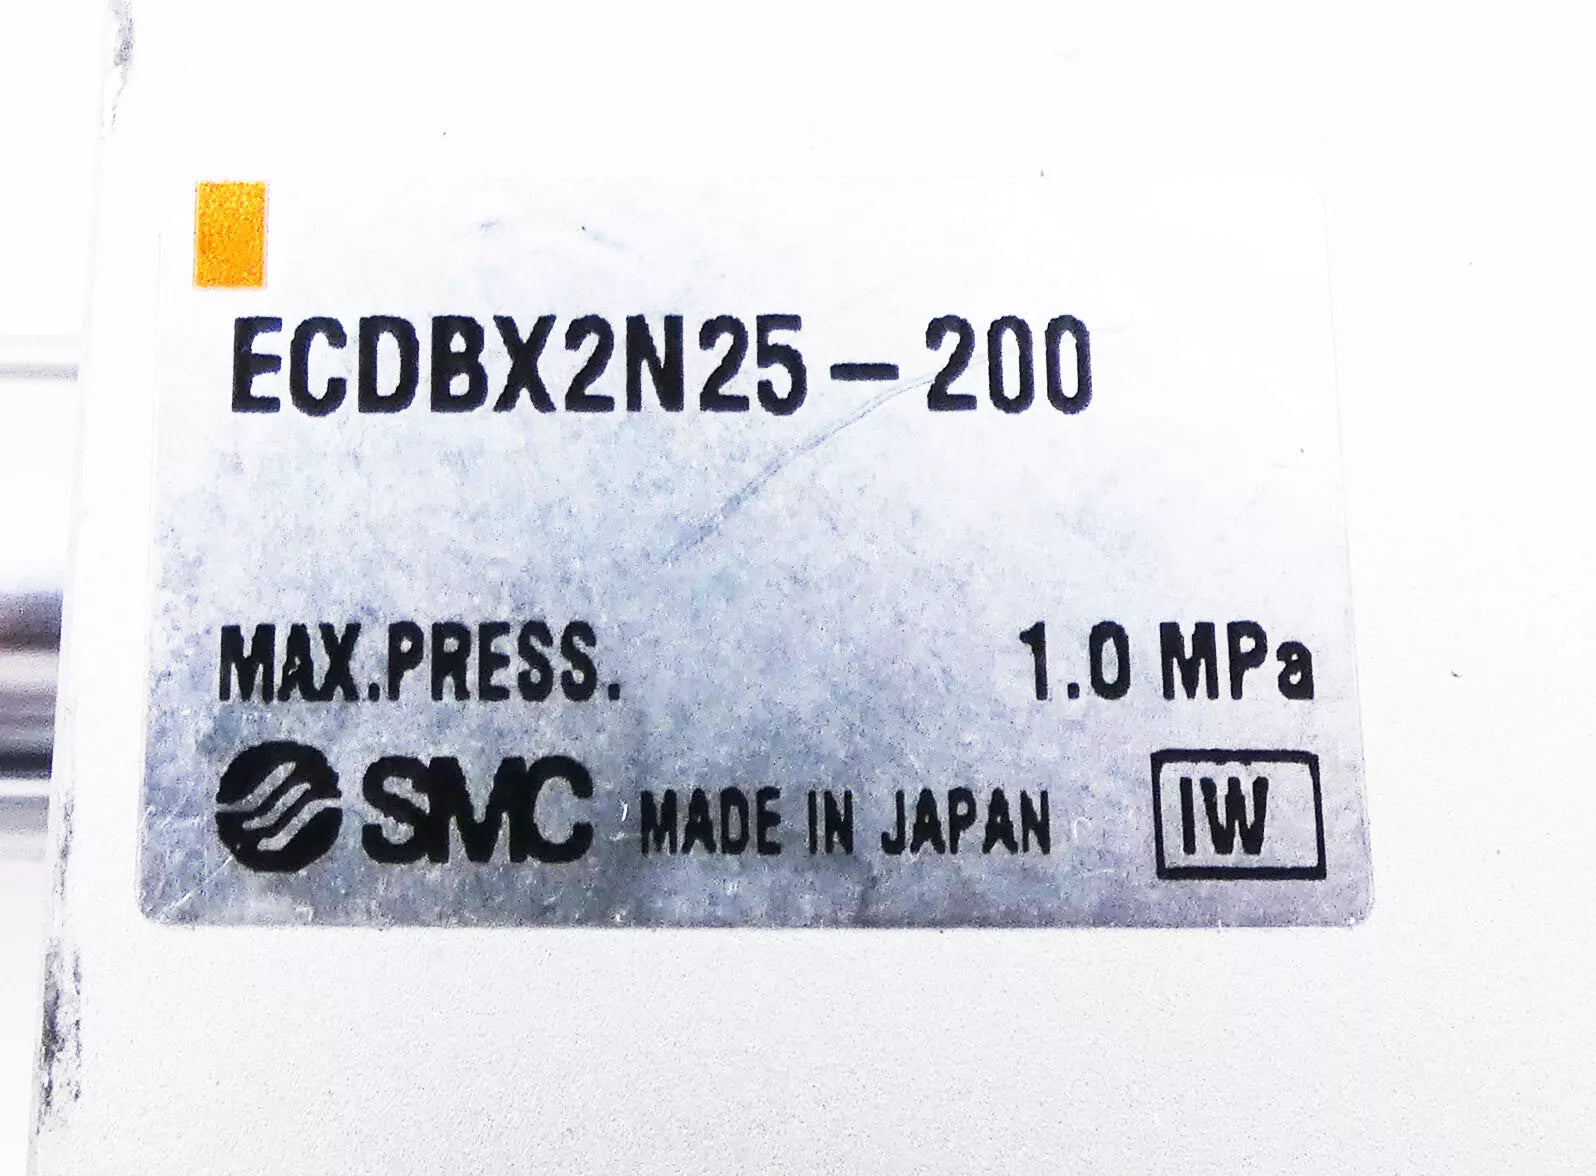 ECDBX2N25-200
MAX.PRESS. 1.0 MPa
SMC MADE IN JAPAN IW